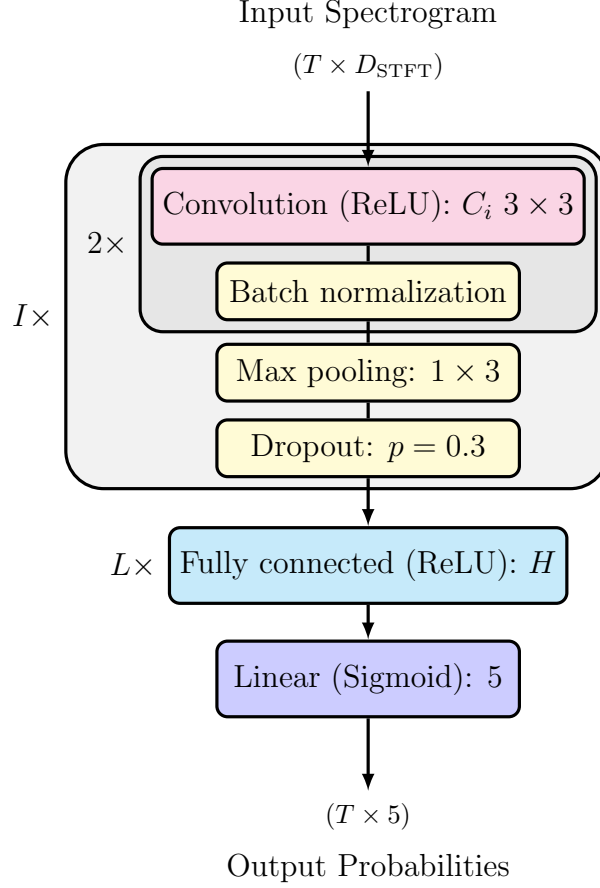 Input Spectrogram
(T × D_STFT)
Convolution (ReLU): C_i 3 × 3
2×
Batch normalization
I×
Max pooling: 1 × 3
Dropout: p = 0.3
L×
Fully connected (ReLU): H
Linear (Sigmoid): 5
(T × 5)
Output Probabilities